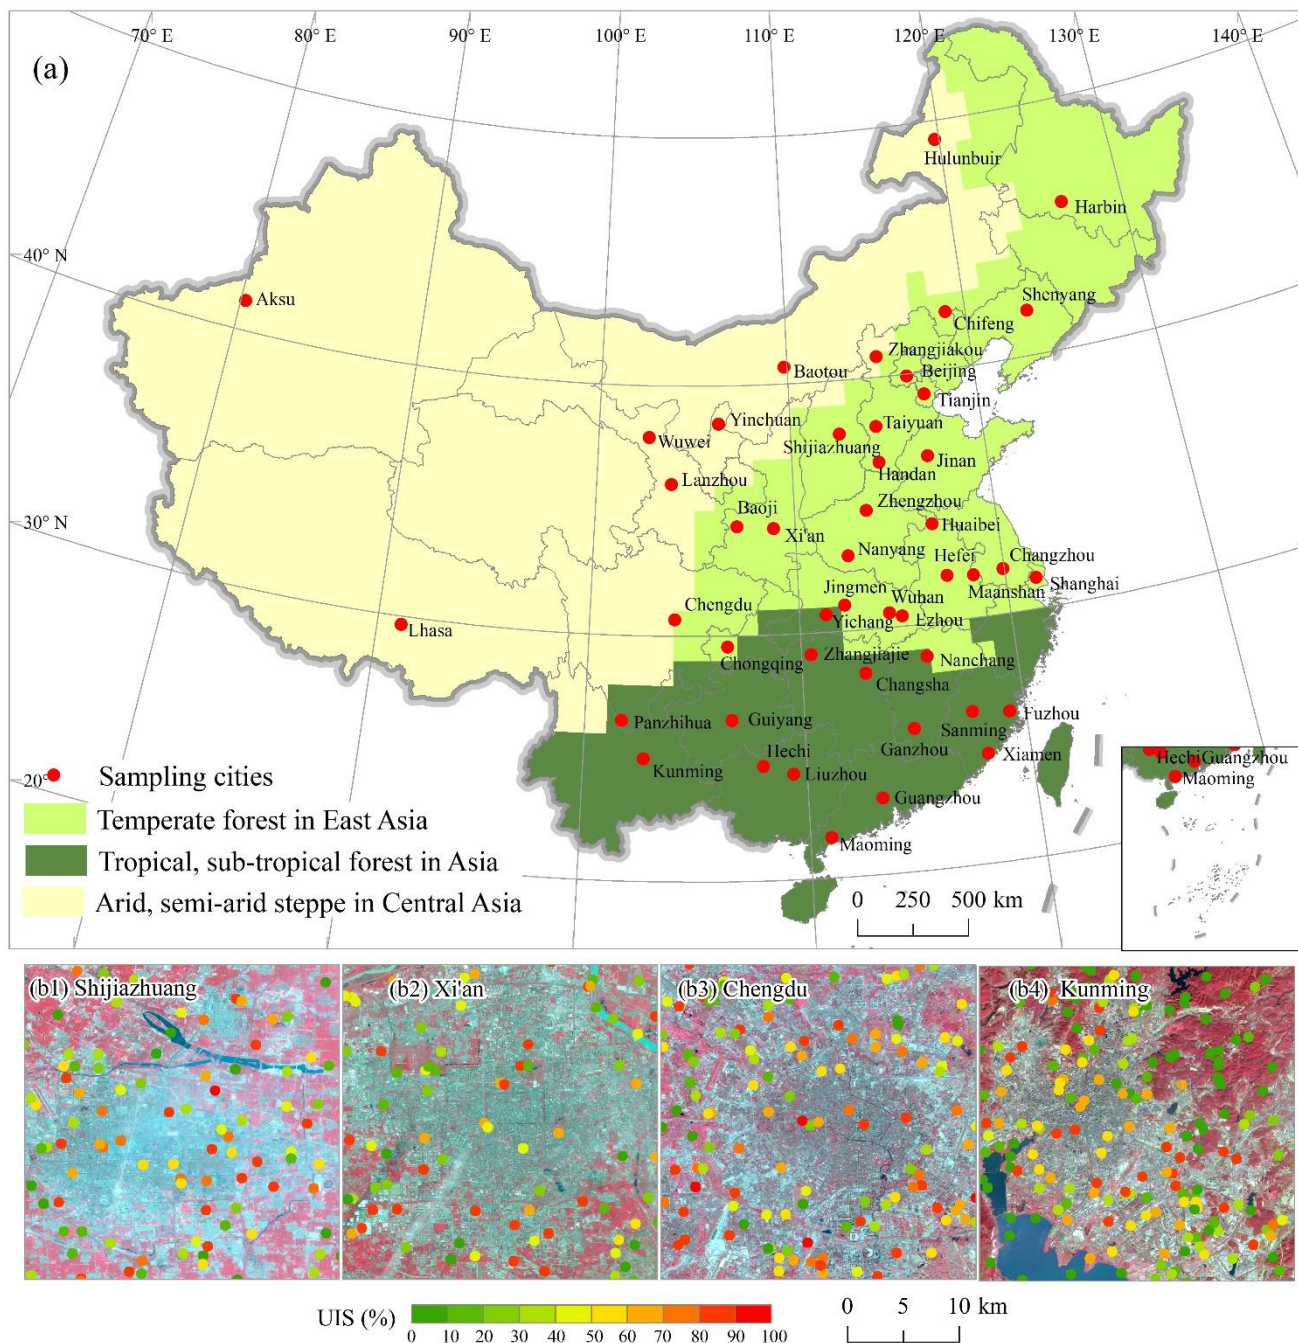 70° E
80° E
90° E
100° E
110° E
120° E
130° E
140° E
(a)
Hulunbuir
Harbin
40° N
Aksu
Shenyang
Chifeng
Zhangjiakou
Baotou
Beijing
Tianjin
Yinchuan
Taiyuan
Wuwei
Shijiazhuang
Jinan
Handan
Lanzhou
Zhengzhou
Baoji
30° N
Huaibei
Xi'an
Nanyang
Hefei
Changzhou
Maanshan
Shanghai
Jingmen
Wuhan
Chengdu
Yichang
Ezhou
Lhasa
Chongqing
Zhangjiajie
Nanchang
Changsha
Panzhihua
Guiyang
Fuzhou
Sanming
Ganzhou
Hechi
Xiamen
Kunming
Liuzhou
20°
Guangzhou
Maoming
Hechi
Guangzhou
Maoming
Sampling cities
Temperate forest in East Asia
Tropical, sub-tropical forest in Asia
Arid, semi-arid steppe in Central Asia
0 250 500 km
(b1) Shijiazhuang
(b2) Xi'an
(b3) Chengdu
(b4) Kunming
UIS (%)
0 10 20 30 40 50 60 70 80 90 100
0 5 10 km